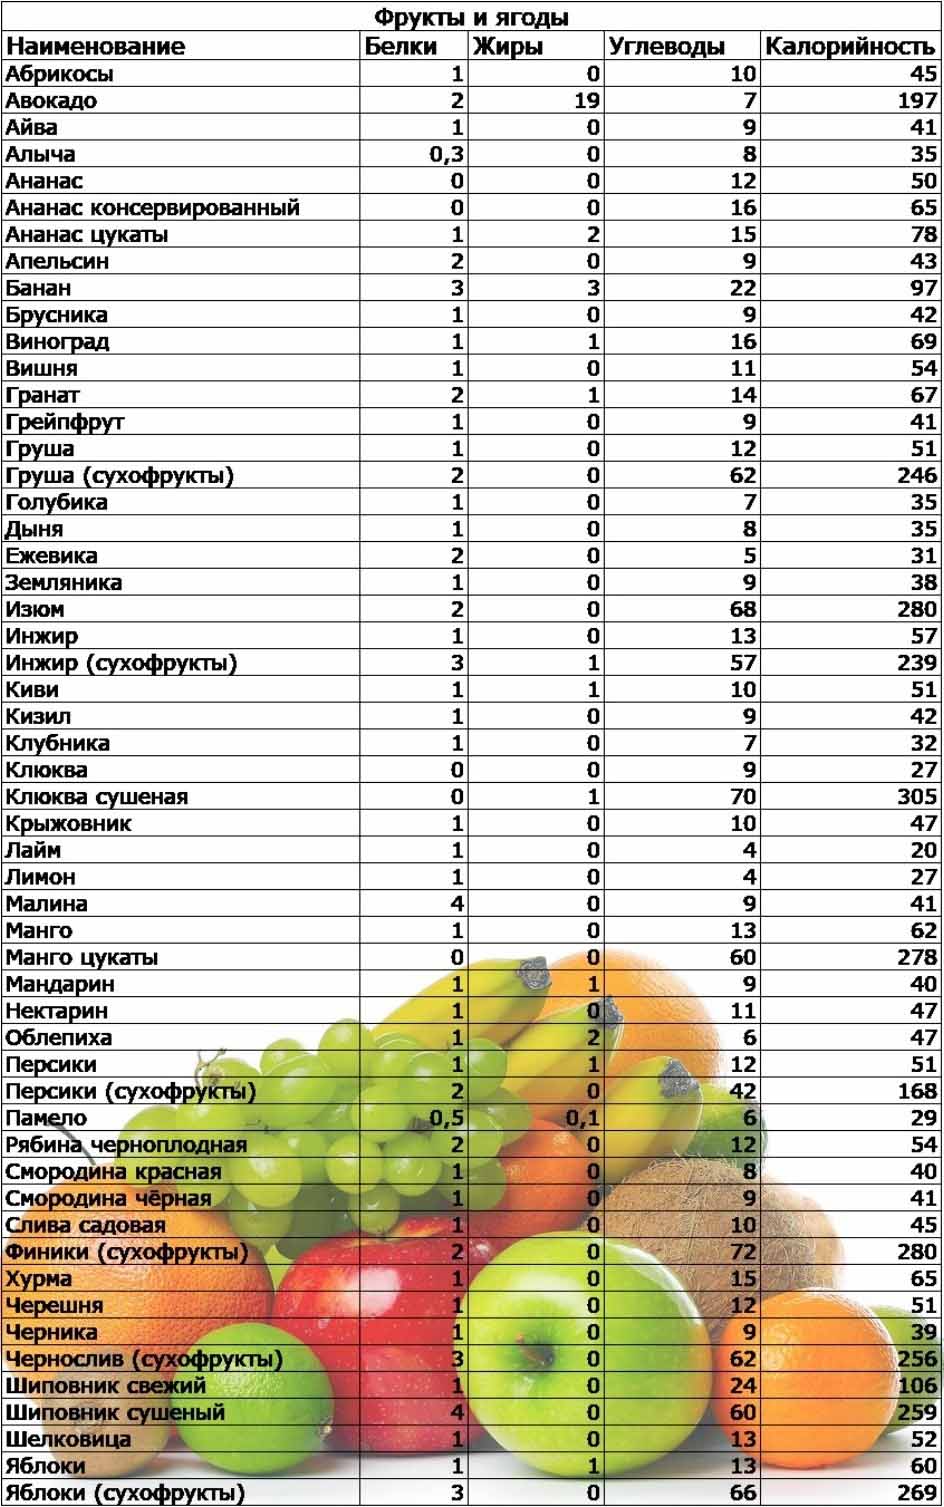 Фрукты и ягоды
Наименование Белки Жиры Углеводы Калорийность
Абрикосы 1 0 10 45
Авокадо 2 19 7 197
Айва 1 0 9 41
Алыча 0,3 0 8 35
Ананас 0 0 12 50
Ананас консервированный 0 0 16 65
Ананас цукаты 1 2 15 78
Апельсин 2 0 9 43
Банан 3 3 22 97
Брусника 1 0 9 42
Виноград 1 1 16 69
Вишня 1 0 11 54
Гранат 2 1 14 67
Грейпфрут 1 0 9 41
Груша 1 0 12 51
Груша (сухофрукты) 2 0 62 246
Голубика 1 0 7 35
Дыня 1 0 8 35
Ежевика 2 0 5 31
Земляника 1 0 9 38
Изюм 2 0 68 280
Инжир 1 0 13 57
Инжир (сухофрукты) 3 1 57 239
Киви 1 1 10 51
Кизил 1 0 9 42
Клубника 1 0 7 32
Клюква 0 0 9 27
Клюква сушеная 0 1 70 305
Крыжовник 1 0 10 47
Лайм 1 0 4 20
Лимон 1 0 4 27
Малина 4 0 9 41
Манго 1 0 13 62
Манго цукаты 0 0 60 278
Мандарин 1 1 9 40
Нектарин 1 0 11 47
Облепиха 1 2 6 47
Персики 1 1 12 51
Персики (сухофрукты) 2 0 42 168
Памело 0,5 0,1 6 29
Рябина черноплодная 2 0 12 54
Смородина красная 1 0 8 40
Смородина чёрная 1 0 9 41
Слива садовая 1 0 10 45
Финики (сухофрукты) 2 0 72 280
Хурма 1 0 15 65
Черешня 1 0 12 51
Черника 1 0 9 39
Чернослив (сухофрукты) 3 0 62 256
Шиповник свежий 1 0 24 106
Шиповник сушеный 4 0 60 259
Шелковица 1 0 13 52
Яблоки 1 1 13 60
Яблоки (сухофрукты) 3 0 66 269